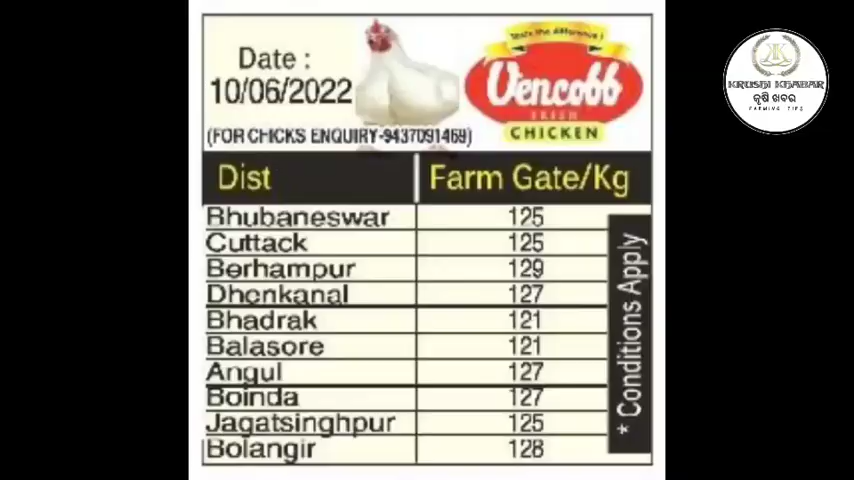 Date :
10/06/2022
(FOR CHICKS ENQUIRY-9437091469)
Taste the difference !
Vencobb
FRESH
CHICKEN
KRUSHI KHABAR
କୃଷି ଖବର
FARMING TIPS
Dist Farm Gate/Kg
Bhubaneswar 125
Cuttack 125
Berhampur 129
Dhenkanal 127
Bhadrak 121
Balasore 121
Angul 127
Boinda 127
Jagatsinghpur 125
Bolangir 128
* Conditions Apply